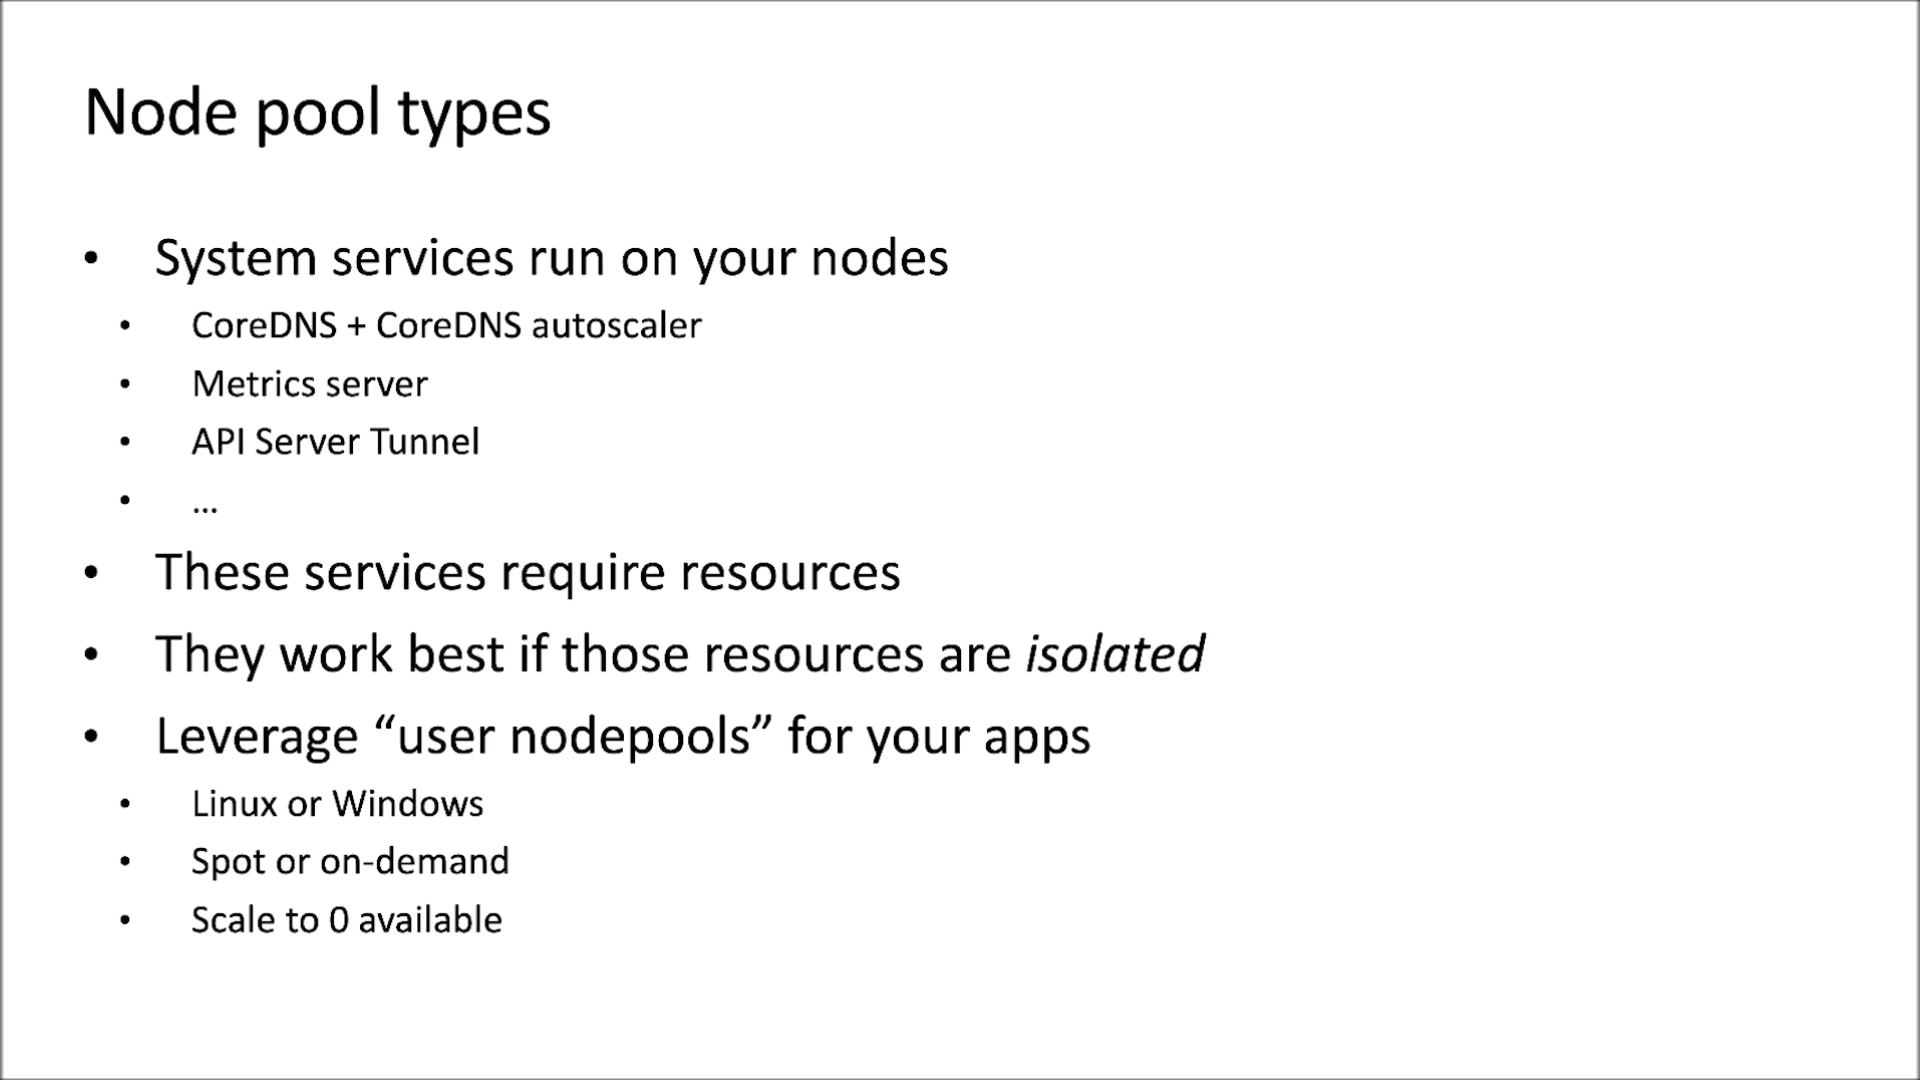 Node pool types
• System services run on your nodes
• CoreDNS + CoreDNS autoscaler
• Metrics server
• API Server Tunnel
• ...
• These services require resources
• They work best if those resources are isolated
• Leverage “user nodepools” for your apps
• Linux or Windows
• Spot or on-demand
• Scale to 0 available